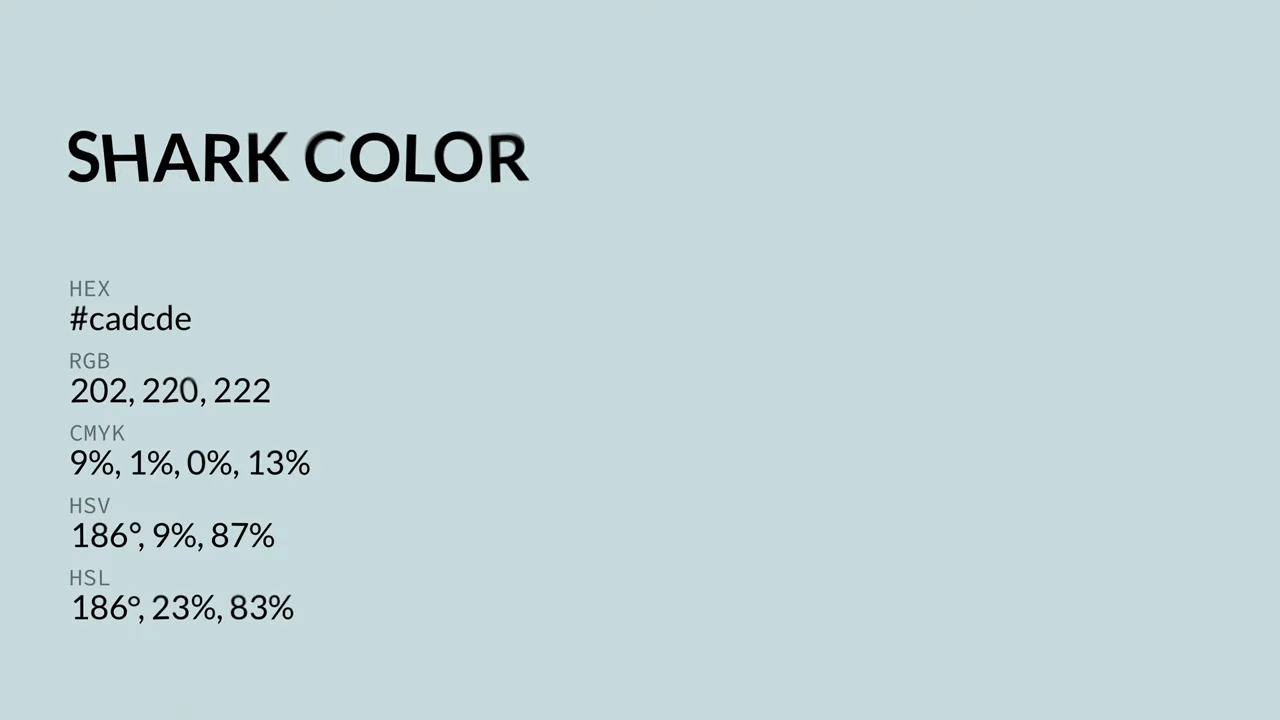 SHARK COLOR
HEX
#cadcde
RGB
202, 220, 222
CMYK
9%, 1%, 0%, 13%
HSV
186°, 9%, 87%
HSL
186°, 23%, 83%